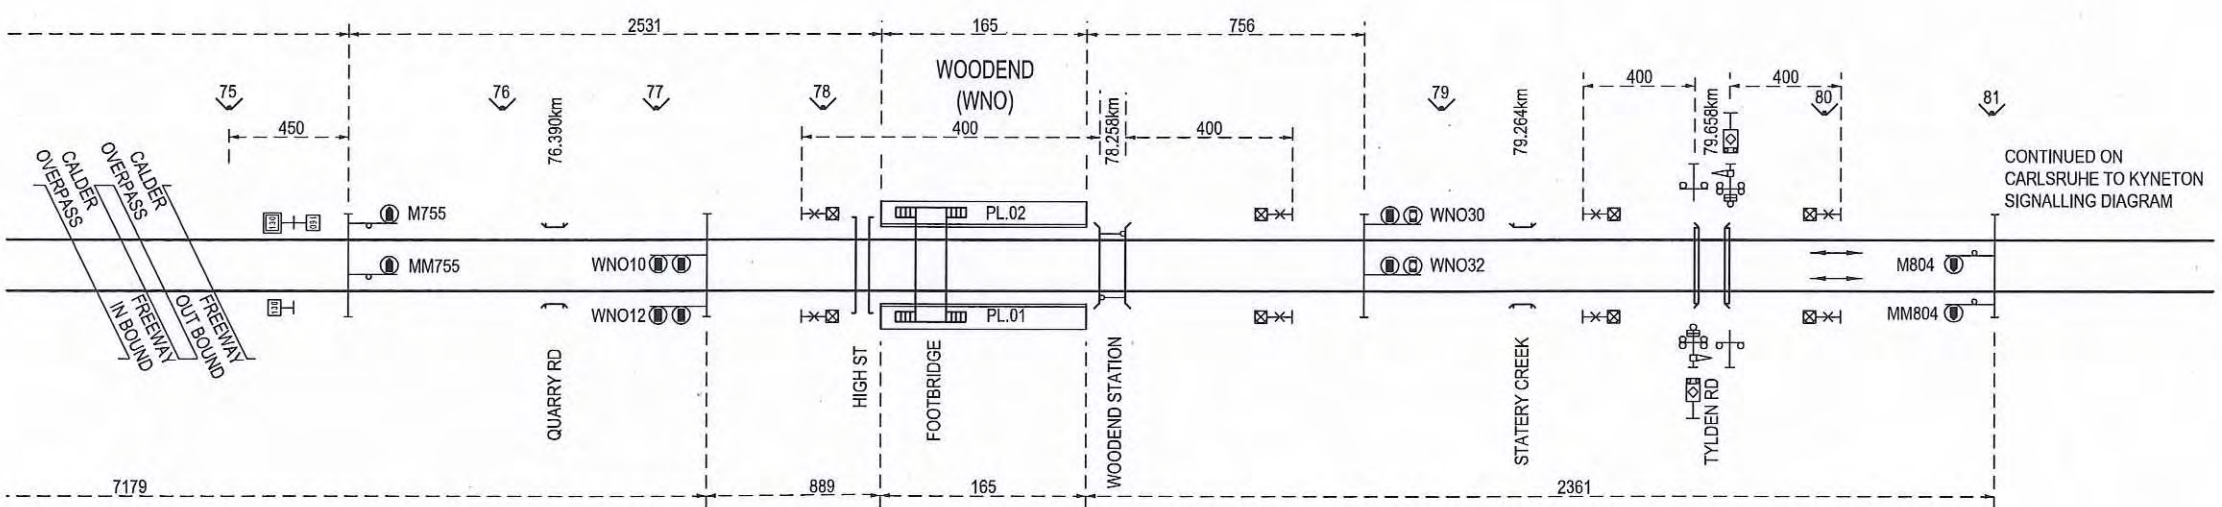 2531
165
756
WOODEND
(WNO)
75
76
77
78
79
80
81
450
76.390km
400
78.258km
400
79.264km
400
79.658km
400
CONTINUED ON
CARLSRUHE TO KYNETON
SIGNALLING DIAGRAM
CALDER
OVERPASS
CALDER
OVERPASS
130
160
M755
PL.02
WNO30
MM755
WNO10
WNO32
M804
130
FREEWAY
IN BOUND
FREEWAY
OUT BOUND
WNO12
PL.01
MM804
QUARRY RD
HIGH ST
FOOTBRIDGE
WOODEND STATION
STATERY CREEK
TYLDEN RD
7179
889
165
2361